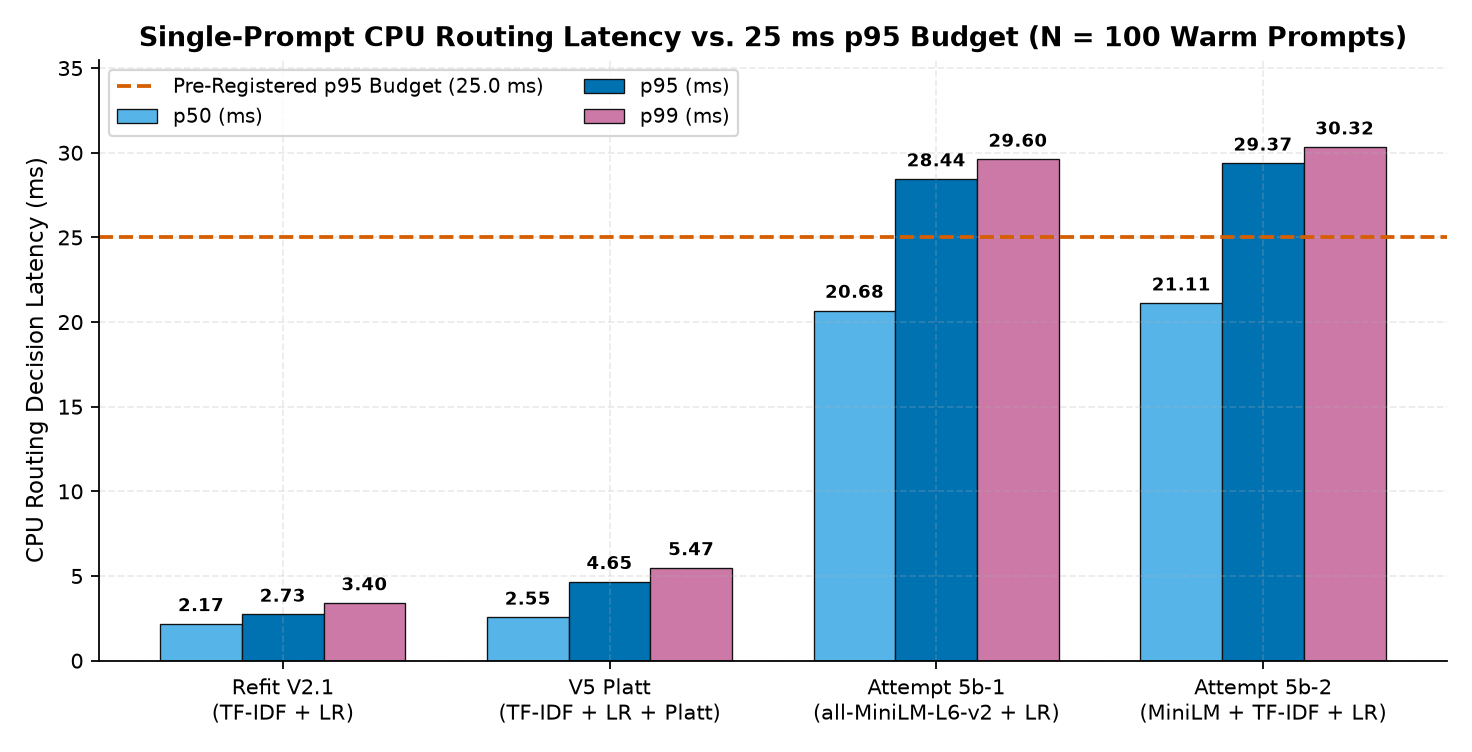 Single-Prompt CPU Routing Latency vs. 25 ms p95 Budget (N = 100 Warm Prompts)
Pre-Registered p95 Budget (25.0 ms)
p50 (ms)
p95 (ms)
p99 (ms)
CPU Routing Decision Latency (ms)
35
30
25
20
15
10
5
0
2.17
2.73
3.40
2.55
4.65
5.47
20.68
28.44
29.60
21.11
29.37
30.32
Refit V2.1
(TF-IDF + LR)
V5 Platt
(TF-IDF + LR + Platt)
Attempt 5b-1
(all-MiniLM-L6-v2 + LR)
Attempt 5b-2
(MiniLM + TF-IDF + LR)